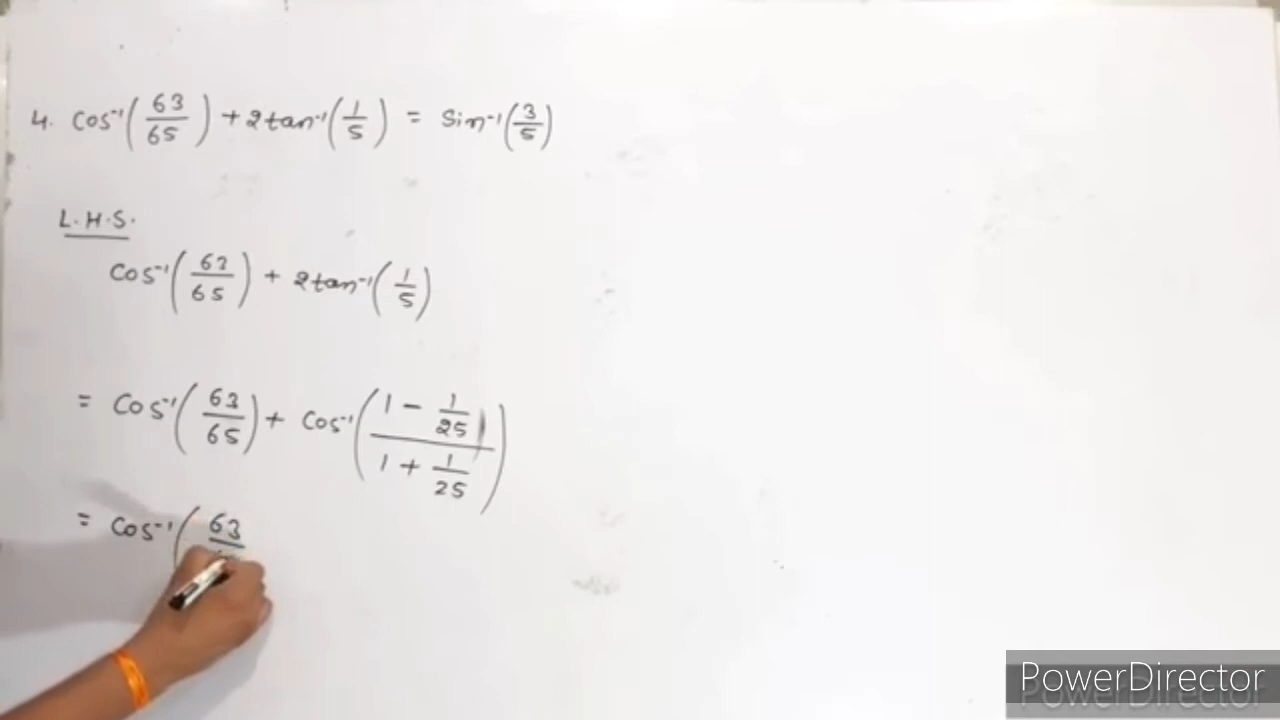 4. cos⁻¹(63/65) + 2tan⁻¹(1/5) = Sin⁻¹(3/5)
L.H.S.
cos⁻¹(63/65) + 2tan⁻¹(1/5)
= cos⁻¹(63/65) + cos⁻¹((1 - 1/25)/(1 + 1/25))
= cos⁻¹(63
PowerDirector